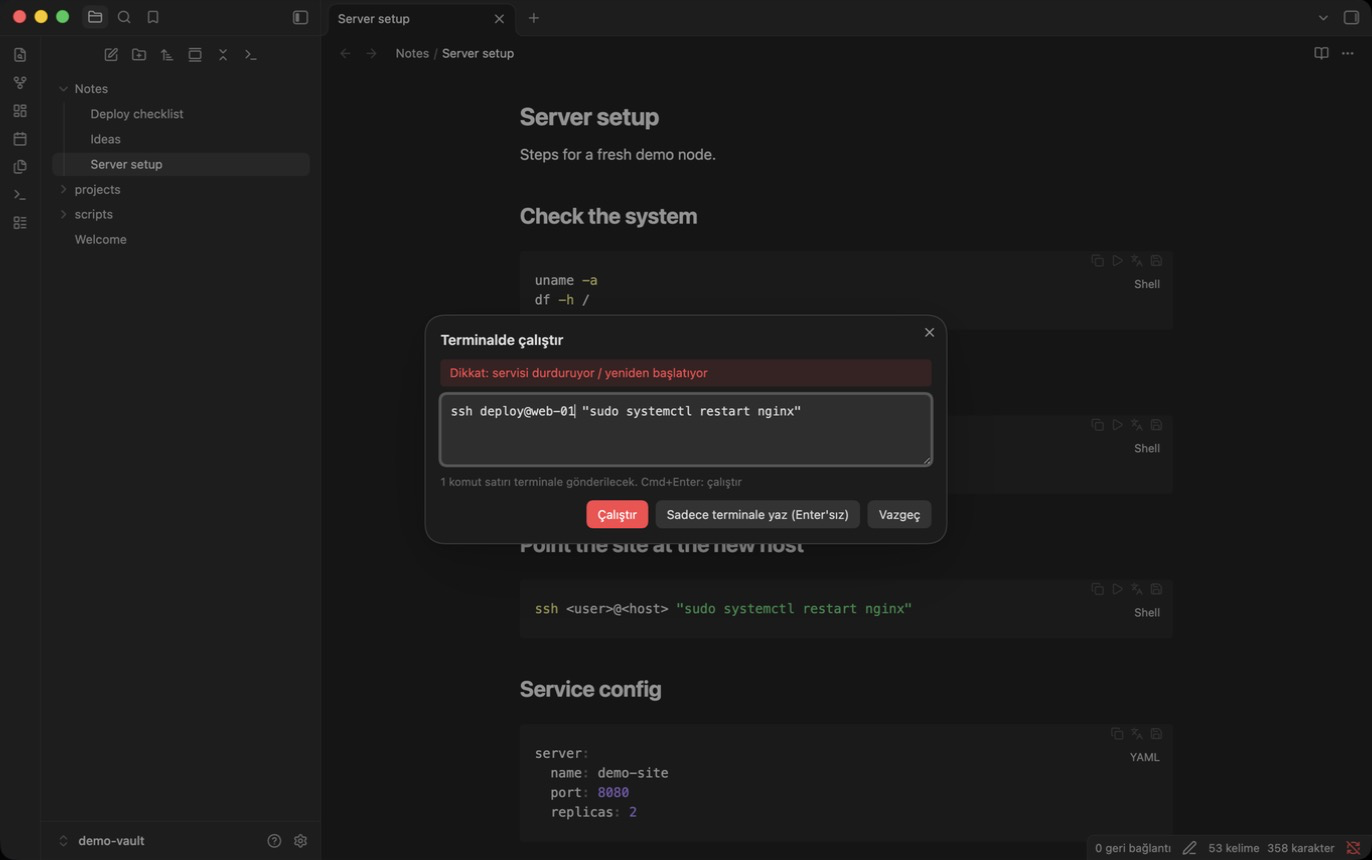 Server setup
Notes / Server setup
Notes
Deploy checklist
Ideas
Server setup
projects
scripts
Welcome
demo-vault
Server setup
Steps for a fresh demo node.
Check the system
uname -a
df -h /
Shell
Shell
Terminalde çalıştır
Dikkat: servisi durduruyor / yeniden başlatıyor
ssh deploy@web-01 "sudo systemctl restart nginx"
1 komut satırı terminale gönderilecek. Cmd+Enter: çalıştır
Çalıştır
Sadece terminale yaz (Enter'sız)
Vazgeç
Point the site at the new host
ssh <user>@<host> "sudo systemctl restart nginx"
Shell
Service config
server:
name: demo-site
port: 8080
replicas: 2
YAML
0 geri bağlantı
53 kelime
358 karakter